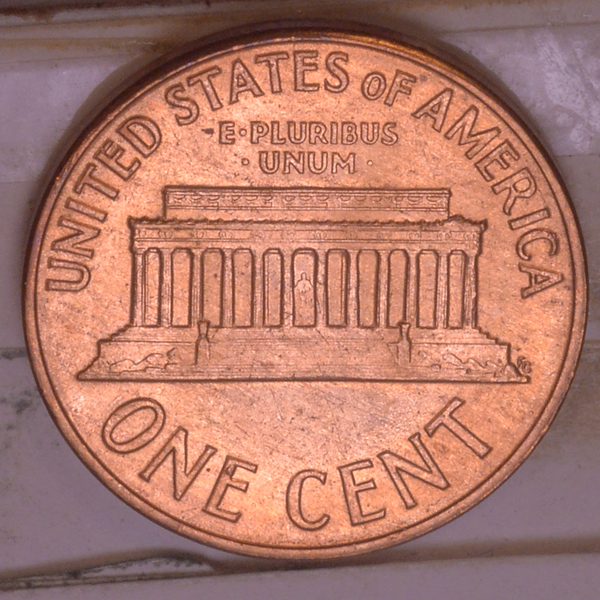 UNITED STATES OF AMERICA
E·PLURIBUS
·UNUM·
ONE CENT